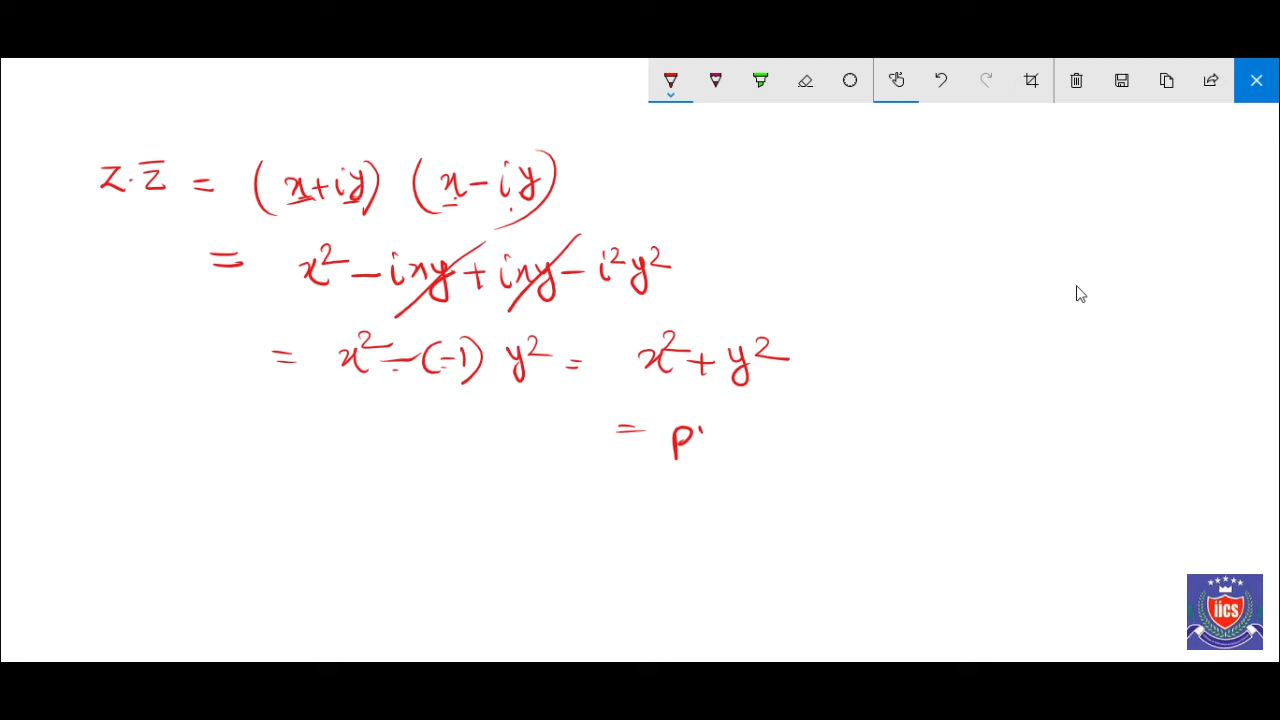 z.z̅ = (x+iy) (x-iy)
= x² - ixy + ixy - i²y²
= x² - (-1) y² = x² + y²
= p
iics